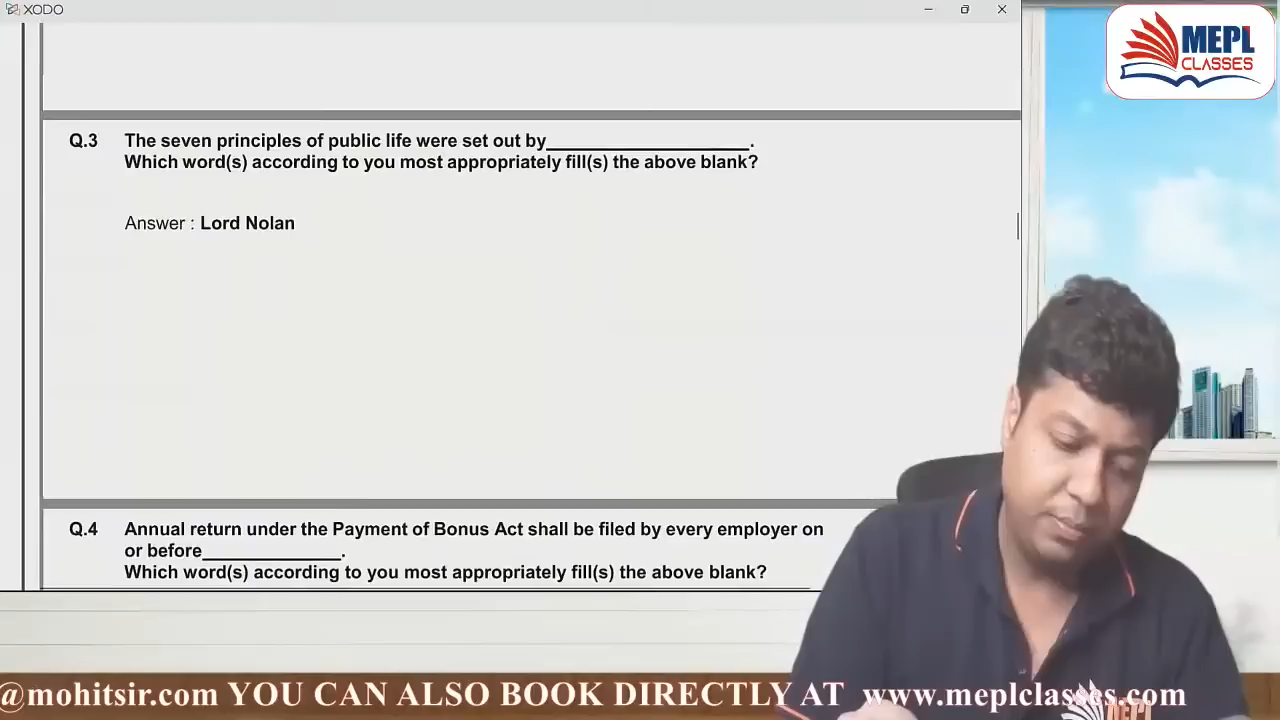 XODO
MEPL
CLASSES
Q.3 The seven principles of public life were set out by____________________.
Which word(s) according to you most appropriately fill(s) the above blank?
Answer : Lord Nolan
Q.4 Annual return under the Payment of Bonus Act shall be filed by every employer on
or before______________.
Which word(s) according to you most appropriately fill(s) the above blank?
@mohitsir.com YOU CAN ALSO BOOK DIRECTLY AT www.meplclasses.com
MEPL